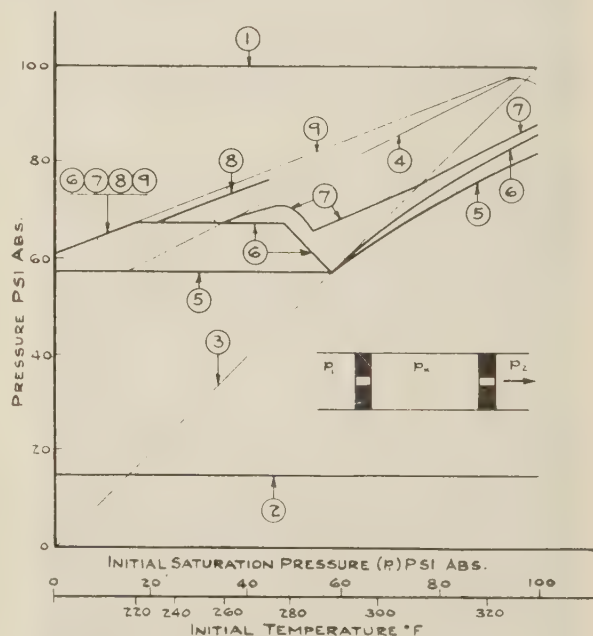 1
100
9
7
80
8
4
6 7 8 9
7
6
5
6
60
5
PRESSURE PSI ABS.
3
40
P₁ Pₓ P₂
20
2
0
INITIAL SATURATION PRESSURE (P) PSI ABS.
0 20 40 60 80 100
220 240 260 280 300 320
INITIAL TEMPERATURE °F